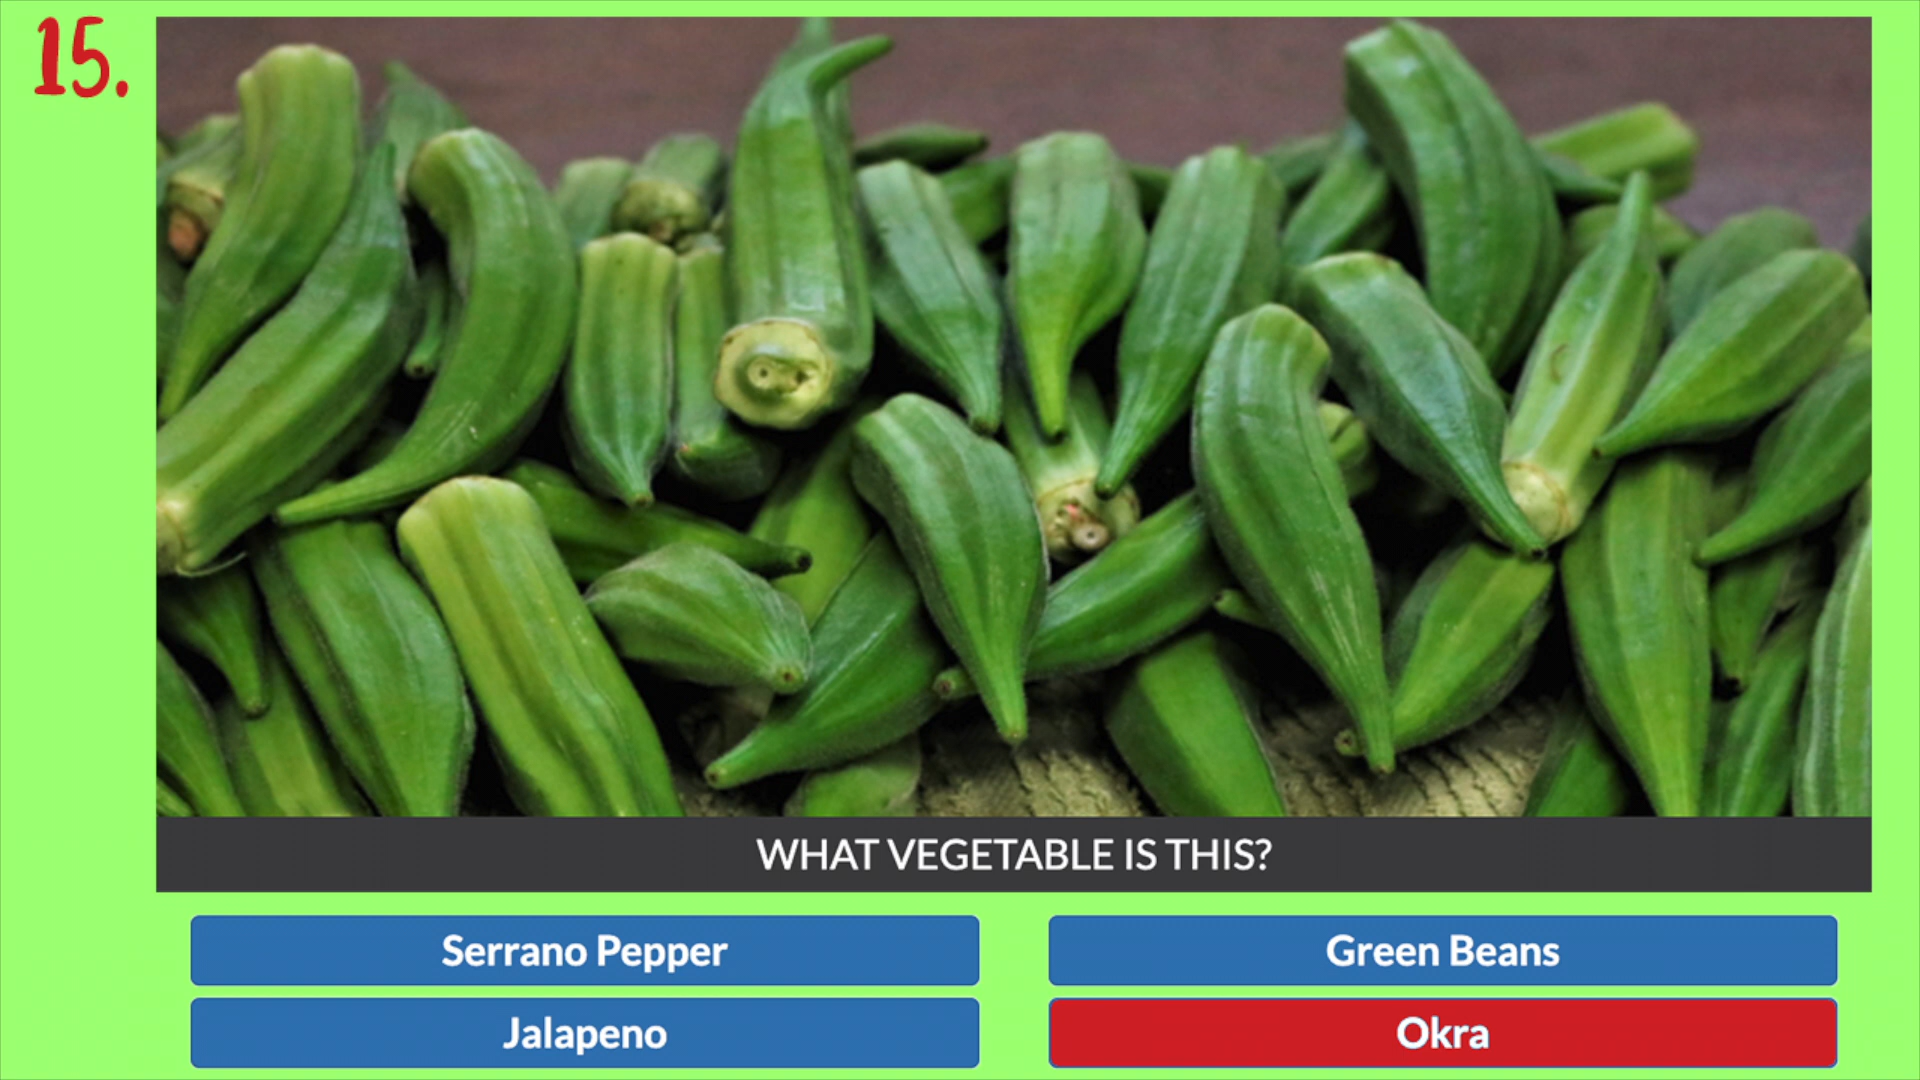 15.
WHAT VEGETABLE IS THIS?
Serrano Pepper
Green Beans
Jalapeno
Okra